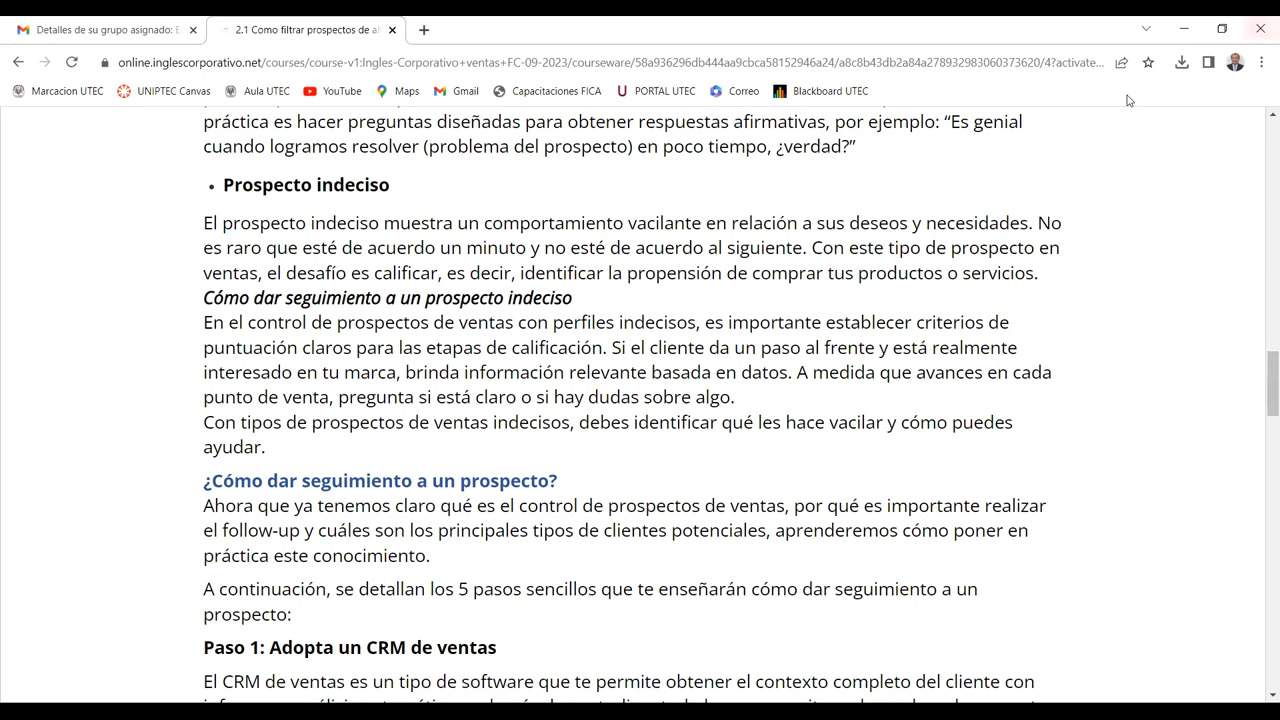 Detalles de su grupo asignado: E
2.1 Como filtrar prospectos de al
online.inglescorporativo.net/courses/course-v1:Ingles-Corporativo+ventas+FC-09-2023/courseware/58a936296db444aa9cbca58152946a24/a8c8b43db2a84a278932983060373620/4?activate...
Marcacion UTEC UNIPTEC Canvas Aula UTEC YouTube Maps Gmail Capacitaciones FICA PORTAL UTEC Correo Blackboard UTEC
práctica es hacer preguntas diseñadas para obtener respuestas afirmativas, por ejemplo: “Es genial
cuando logramos resolver (problema del prospecto) en poco tiempo, ¿verdad?”
• Prospecto indeciso
El prospecto indeciso muestra un comportamiento vacilante en relación a sus deseos y necesidades. No
es raro que esté de acuerdo un minuto y no esté de acuerdo al siguiente. Con este tipo de prospecto en
ventas, el desafío es calificar, es decir, identificar la propensión de comprar tus productos o servicios.
Cómo dar seguimiento a un prospecto indeciso
En el control de prospectos de ventas con perfiles indecisos, es importante establecer criterios de
puntuación claros para las etapas de calificación. Si el cliente da un paso al frente y está realmente
interesado en tu marca, brinda información relevante basada en datos. A medida que avances en cada
punto de venta, pregunta si está claro o si hay dudas sobre algo.
Con tipos de prospectos de ventas indecisos, debes identificar qué les hace vacilar y cómo puedes
ayudar.
¿Cómo dar seguimiento a un prospecto?
Ahora que ya tenemos claro qué es el control de prospectos de ventas, por qué es importante realizar
el follow-up y cuáles son los principales tipos de clientes potenciales, aprenderemos cómo poner en
práctica este conocimiento.
A continuación, se detallan los 5 pasos sencillos que te enseñarán cómo dar seguimiento a un
prospecto:
Paso 1: Adopta un CRM de ventas
El CRM de ventas es un tipo de software que te permite obtener el contexto completo del cliente con